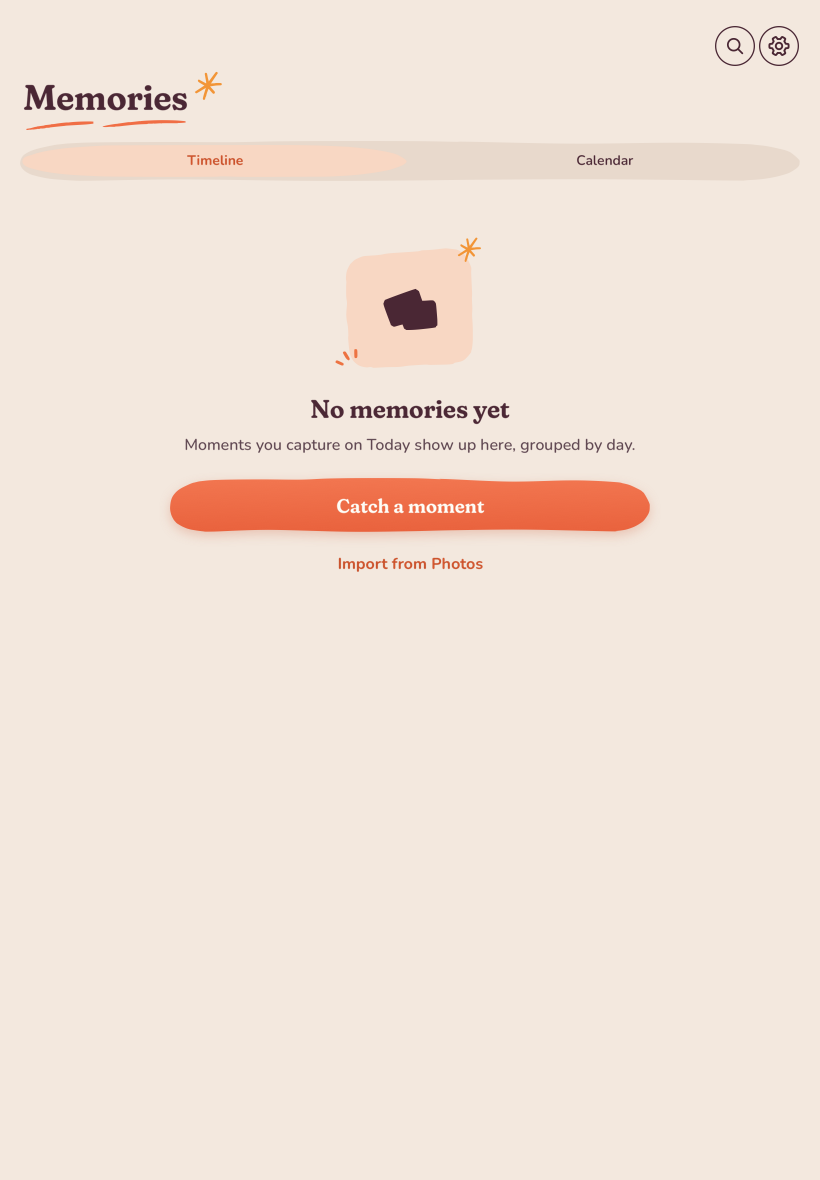 Memories
Timeline
Calendar
No memories yet
Moments you capture on Today show up here, grouped by day.
Catch a moment
Import from Photos